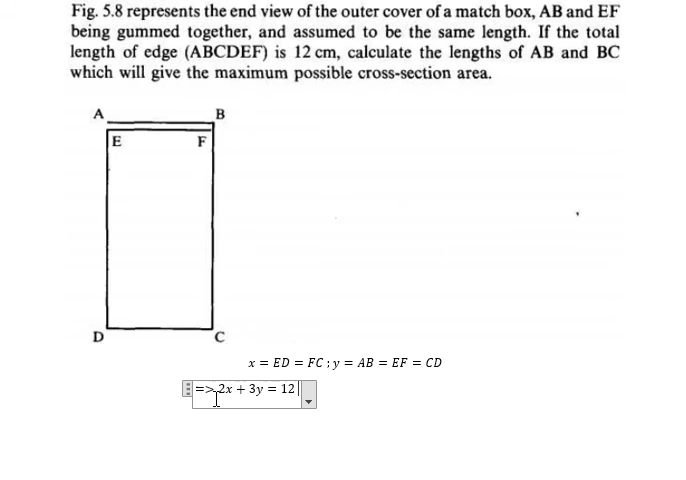 Fig. 5.8 represents the end view of the outer cover of a match box, AB and EF
being gummed together, and assumed to be the same length. If the total
length of edge (ABCDEF) is 12 cm, calculate the lengths of AB and BC
which will give the maximum possible cross-section area.
A B
E F
D C
x = ED = FC ; y = AB = EF = CD
=> 2x + 3y = 12